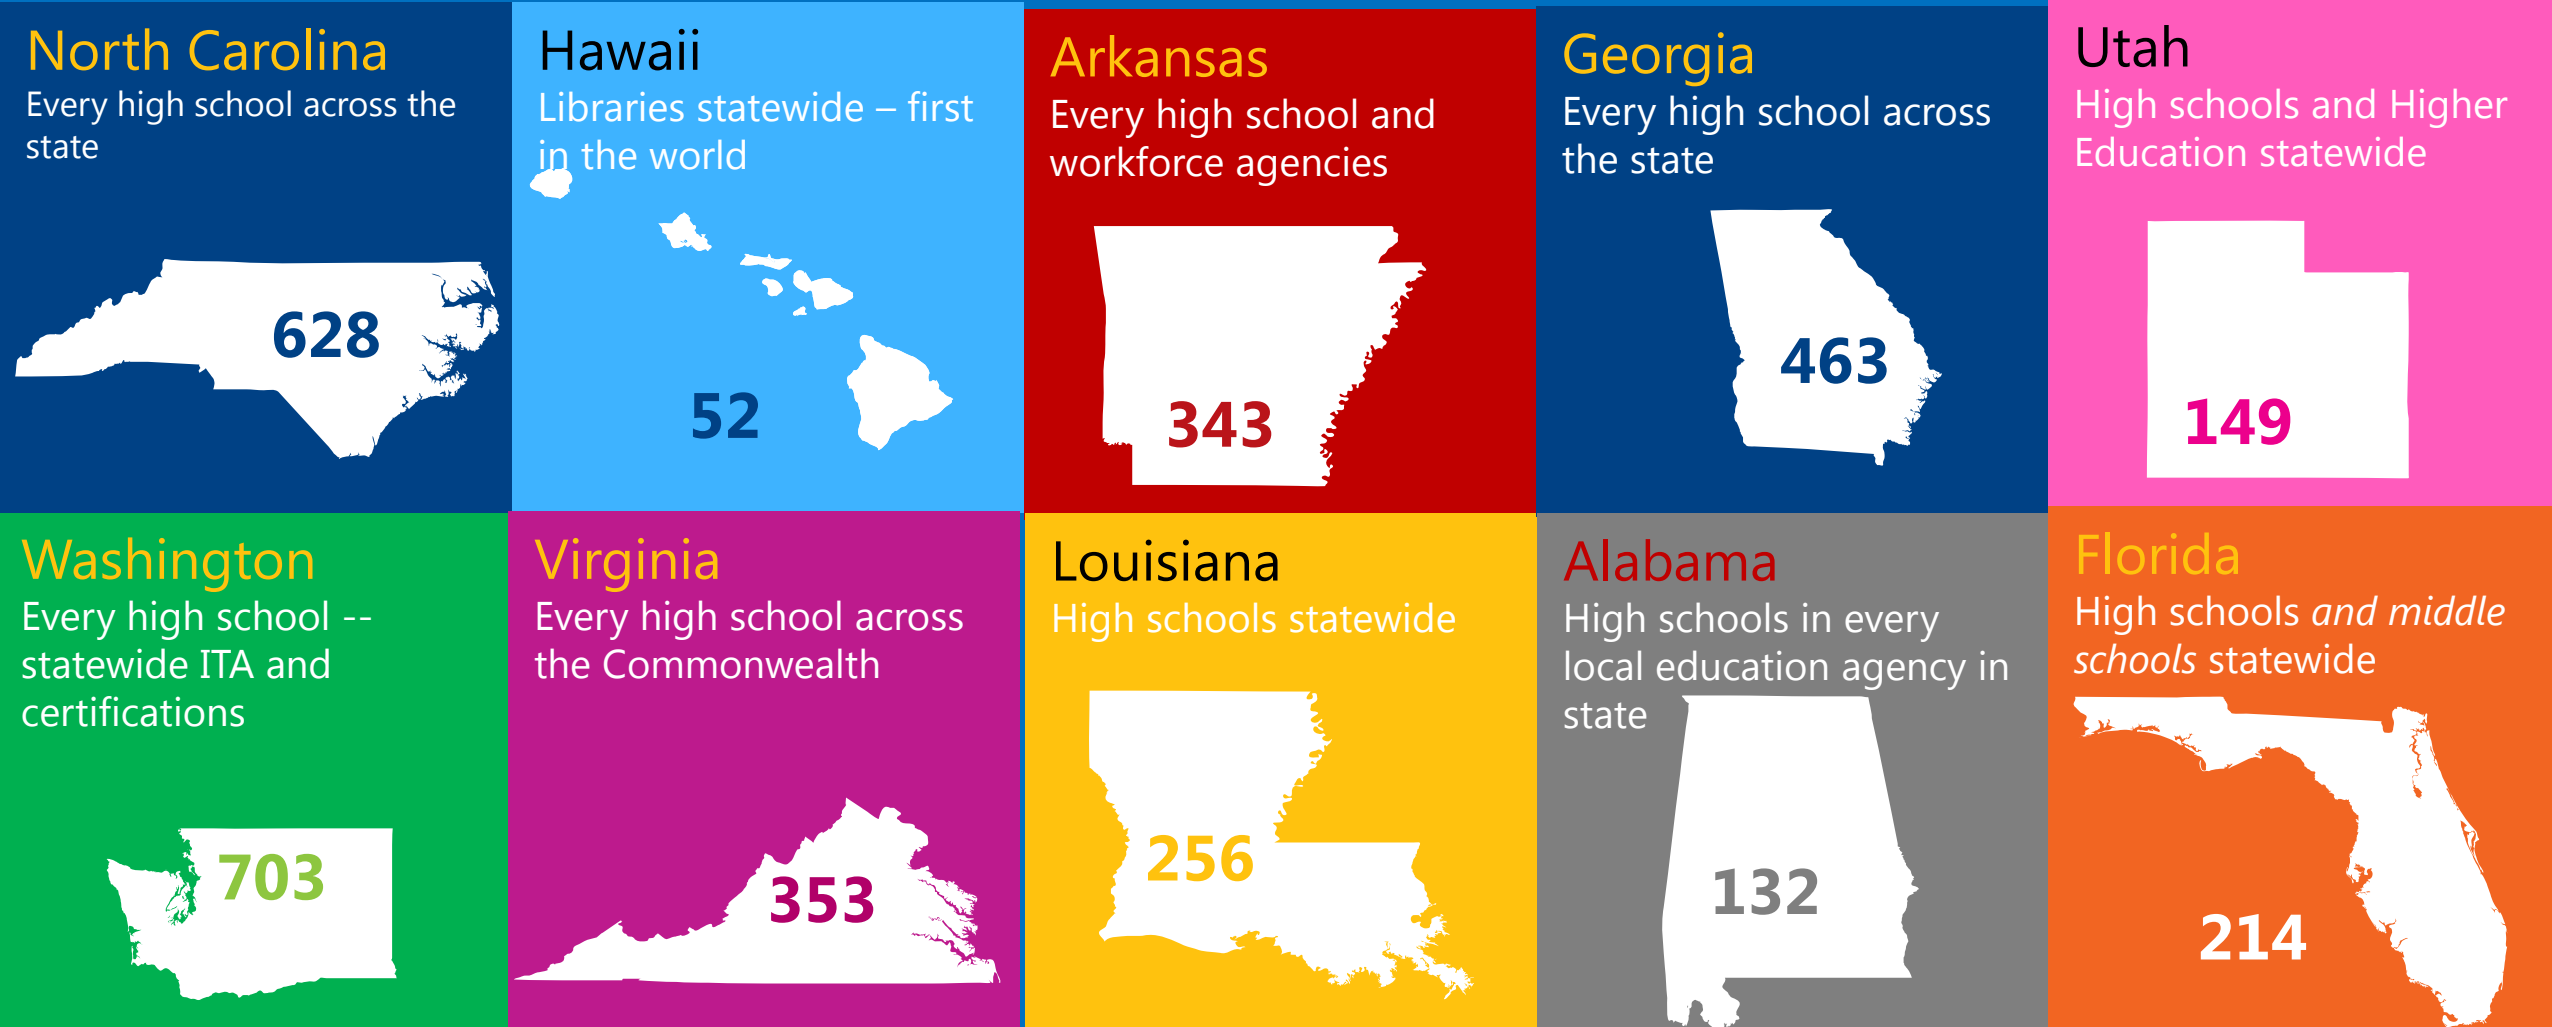 North Carolina
Every high school across the
state
628
Hawaii
Libraries statewide – first
in the world
52
Arkansas
Every high school and
workforce agencies
343
Georgia
Every high school across
the state
463
Utah
High schools and Higher
Education statewide
149
Washington
Every high school --
statewide ITA and
certifications
703
Virginia
Every high school across
the Commonwealth
353
Louisiana
High schools statewide
256
Alabama
High schools in every
local education agency in
state
132
Florida
High schools and middle
schools statewide
214